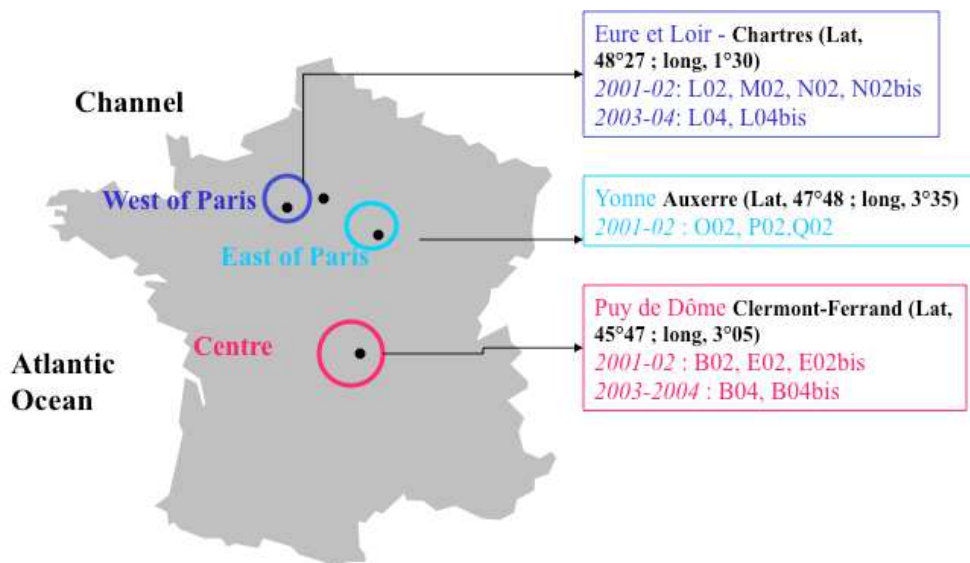 Channel
West of Paris
East of Paris
Centre
Atlantic
Ocean
Eure et Loir - Chartres (Lat,
48°27 ; long, 1°30)
2001-02: L02, M02, N02, N02bis
2003-04: L04, L04bis
Yonne Auxerre (Lat, 47°48 ; long, 3°35)
2001-02 : O02, P02,Q02
Puy de Dôme Clermont-Ferrand (Lat,
45°47 ; long, 3°05)
2001-02 : B02, E02, E02bis
2003-2004 : B04, B04bis